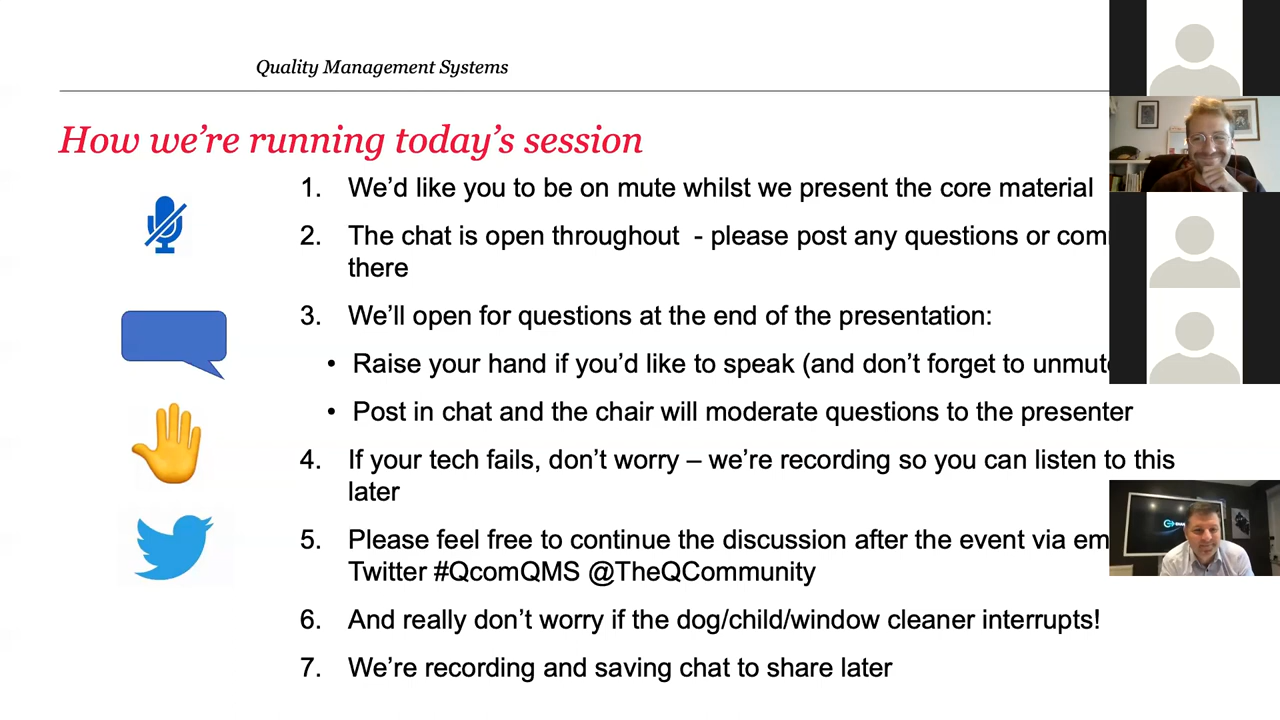 Quality Management Systems
How we’re running today’s session
1. We’d like you to be on mute whilst we present the core material
2. The chat is open throughout - please post any questions or com
there
3. We’ll open for questions at the end of the presentation:
• Raise your hand if you’d like to speak (and don’t forget to unmute
• Post in chat and the chair will moderate questions to the presenter
4. If your tech fails, don’t worry – we’re recording so you can listen to this
later
5. Please feel free to continue the discussion after the event via em
Twitter #QcomQMS @TheQCommunity
6. And really don’t worry if the dog/child/window cleaner interrupts!
7. We’re recording and saving chat to share later